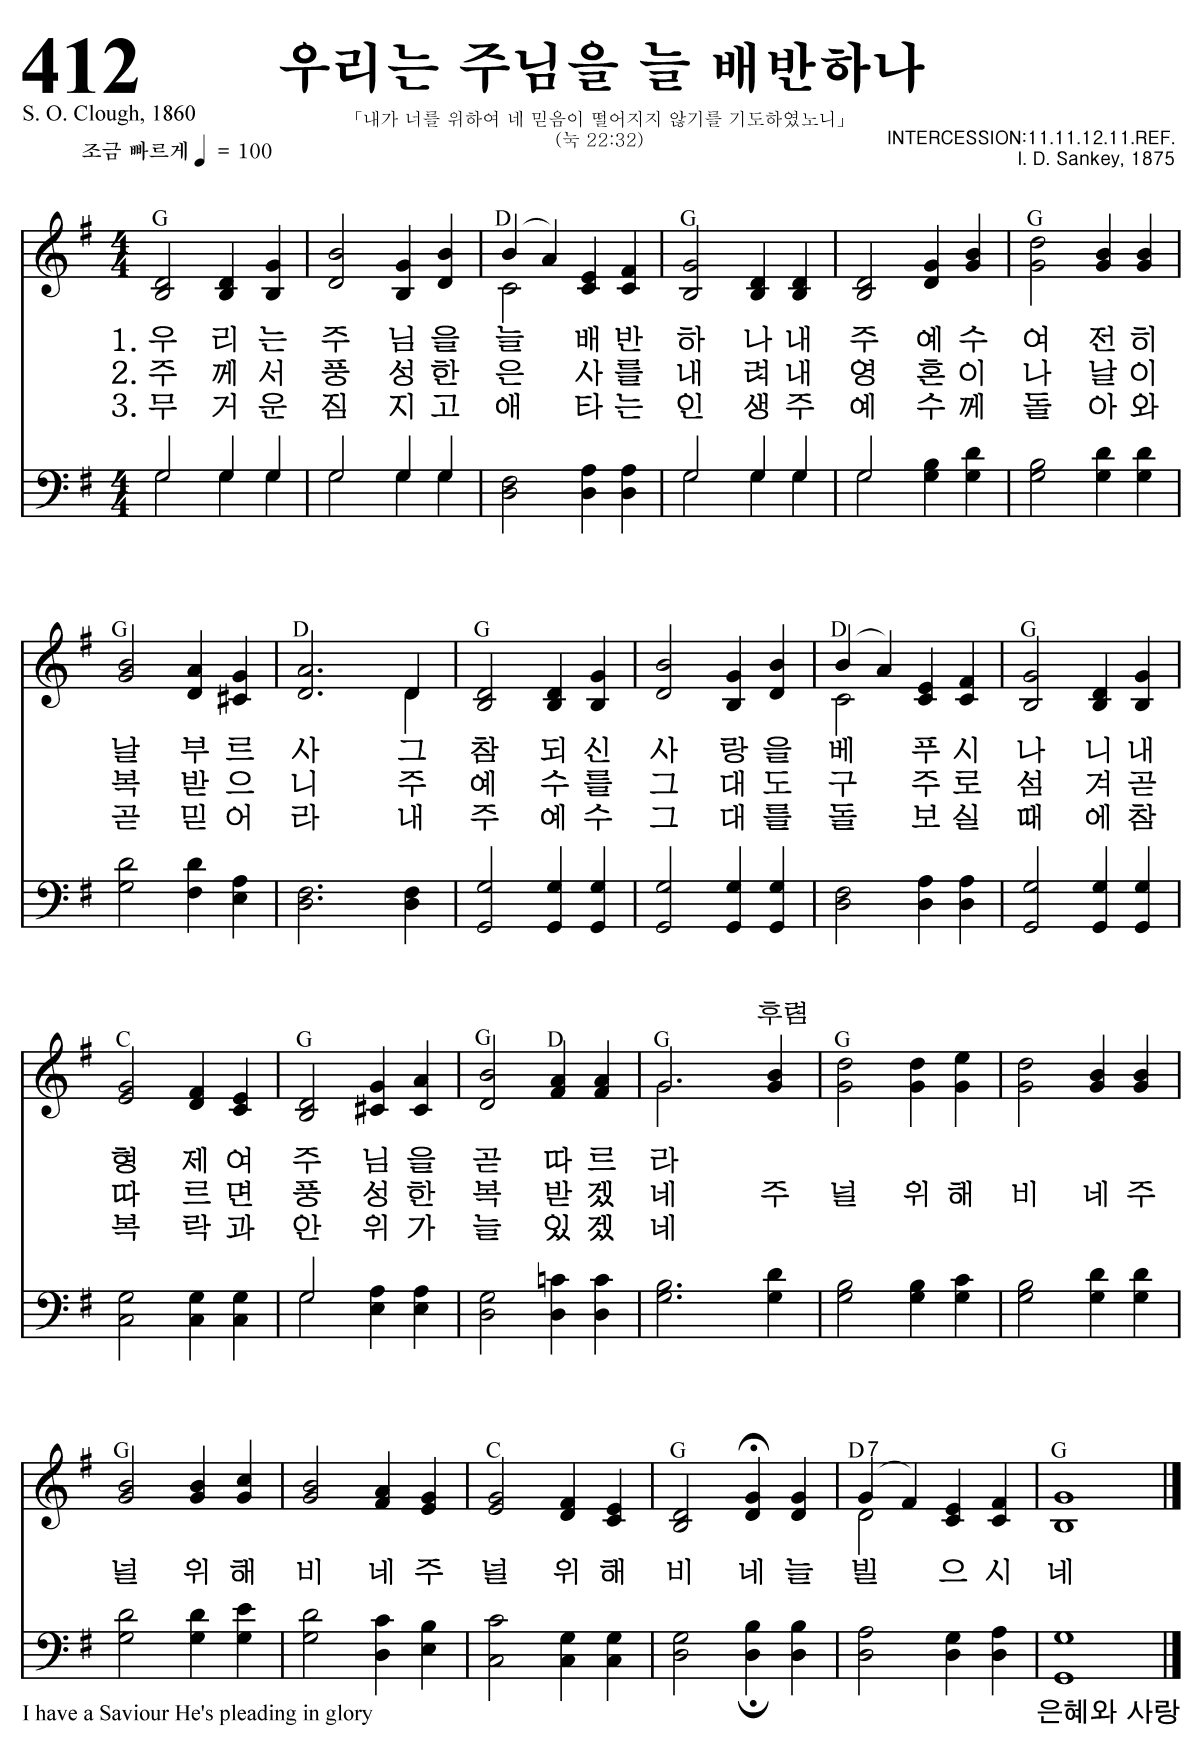 412
우리는 주님을 늘 배반하나
S. O. Clough, 1860
「내가 너를 위하여 네 믿음이 떨어지지 않기를 기도하였노니」
(눅 22:32)
조금 빠르게 ♩ = 100
INTERCESSION:11.11.12.11.REF.
I. D. Sankey, 1875
G D G G
1. 우 리 는 주 님 을 늘 배 반 하 나 내 주 예 수 여 전 히
2. 주 께 서 풍 성 한 은 사 를 내 려 내 영 혼 이 나 날 이
3. 무 거 운 짐 지 고 애 타 는 인 생 주 예 수 께 돌 아 와
G D G D G
날 부 르 사 그 참 되 신 사 랑 을 베 푸 시 나 니 내
복 받 으 니 주 예 수 를 그 대 도 구 주 로 섬 겨 곧
곧 믿 어 라 내 주 예 수 그 대 를 돌 보 실 때 에 참
후렴
C G G D G G
형 제 여 주 님 을 곧 따 르 라
따 르 면 풍 성 한 복 받 겠 네 주 널 위 해 비 네 주
복 락 과 안 위 가 늘 있 겠 네
G C G D7 G
널 위 해 비 네 주 널 위 해 비 네 늘 빌 으 시 네
I have a Saviour He's pleading in glory
은혜와 사랑